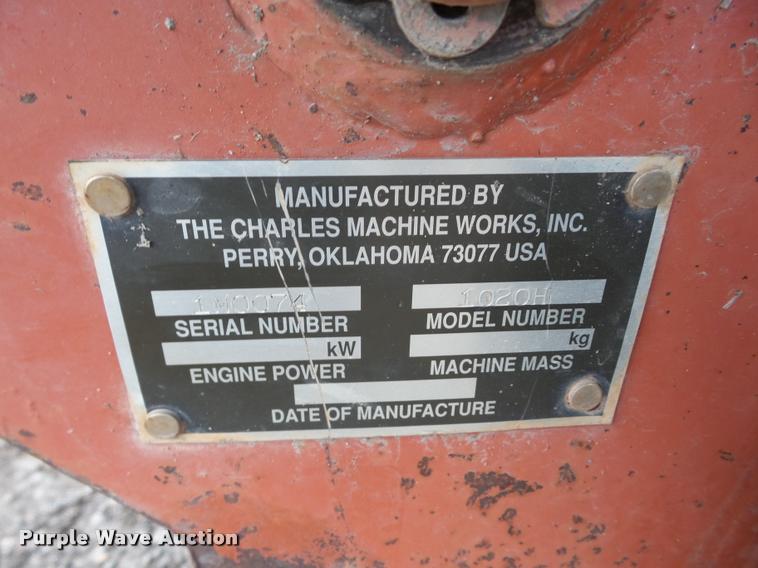 MANUFACTURED BY
THE CHARLES MACHINE WORKS, INC.
PERRY, OKLAHOMA 73077 USA
1M0074 1020H
SERIAL NUMBER MODEL NUMBER
kW kg
ENGINE POWER MACHINE MASS
DATE OF MANUFACTURE
Purple Wave Auction